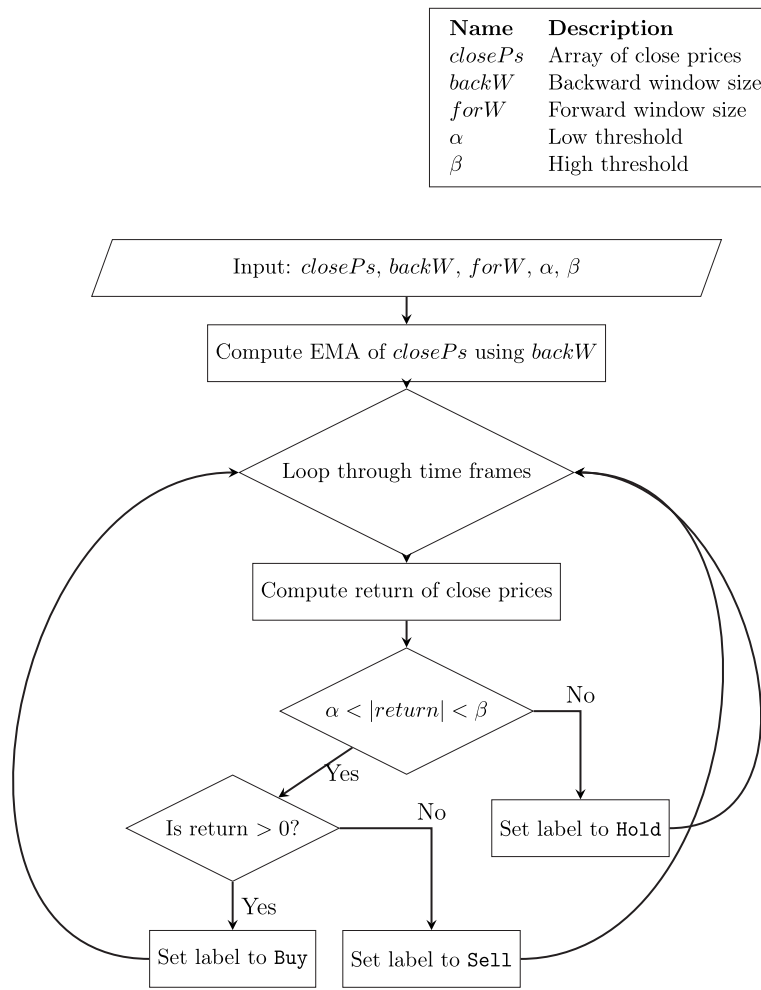 Name Description
closePs Array of close prices
backW Backward window size
forW Forward window size
α Low threshold
β High threshold
Input: closePs, backW, forW, α, β
Compute EMA of closePs using backW
Loop through time frames
Compute return of close prices
α < |return| < β
No
Yes
Is return > 0?
No
Set label to Hold
Yes
Set label to Buy
Set label to Sell